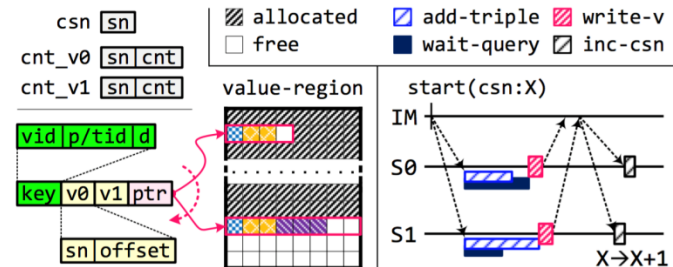 csn sn
cnt_v0 sn cnt
cnt_v1 sn cnt
allocated add-triple write-v
free wait-query inc-csn
vid p/tid d
key v0 v1 ptr
sn offset
value-region
start(csn:X)
IM
S0
S1
X→X+1